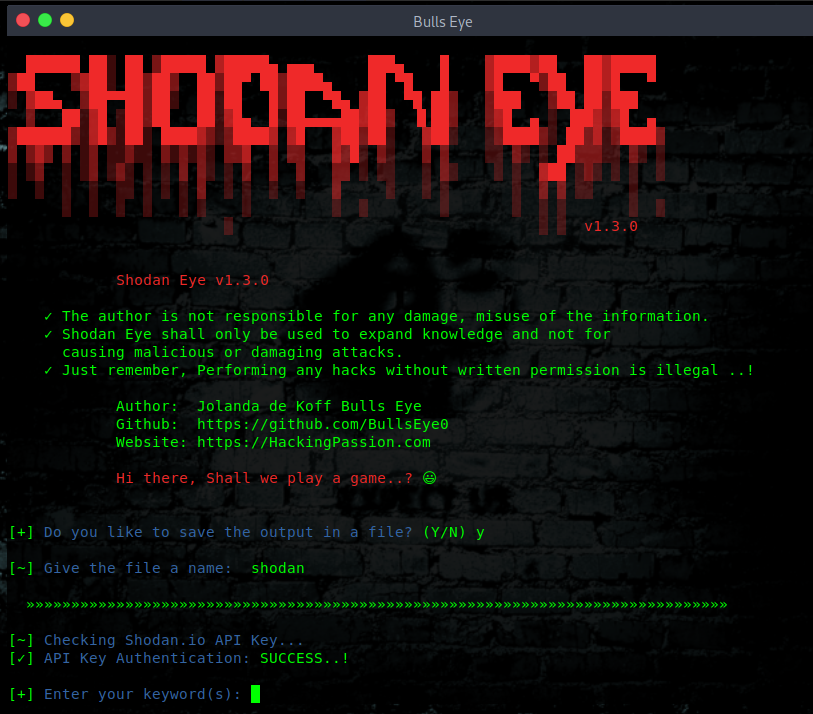 Bulls Eye
SHODAN EYE
v1.3.0
Shodan Eye v1.3.0
✓ The author is not responsible for any damage, misuse of the information.
✓ Shodan Eye shall only be used to expand knowledge and not for
causing malicious or damaging attacks.
✓ Just remember, Performing any hacks without written permission is illegal ..!
Author:  Jolanda de Koff Bulls Eye
Github:  https://github.com/BullsEye0
Website: https://HackingPassion.com
Hi there, Shall we play a game..? 😃
[+] Do you like to save the output in a file? (Y/N) y
[~] Give the file a name:  shodan
»»»»»»»»»»»»»»»»»»»»»»»»»»»»»»»»»»»»»»»»»»»»»»»»»»»»»»»»»»»»»»»»»»»»»»»»»»»»»»
[~] Checking Shodan.io API Key...
[✓] API Key Authentication: SUCCESS..!
[+] Enter your keyword(s):